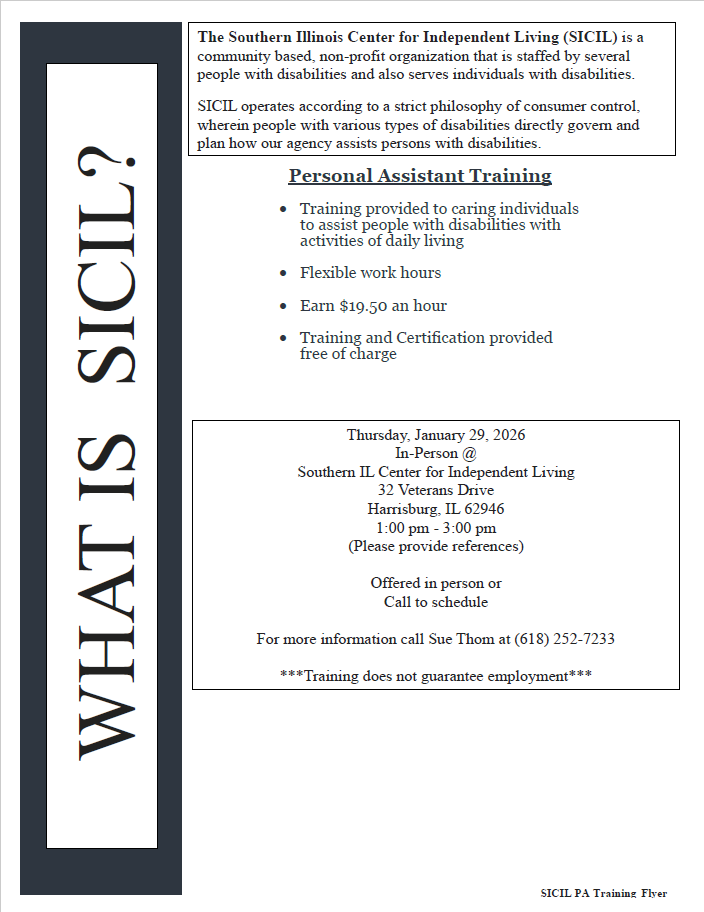 WHAT IS SICIL?
The Southern Illinois Center for Independent Living (SICIL) is a
community based, non-profit organization that is staffed by several
people with disabilities and also serves individuals with disabilities.
SICIL operates according to a strict philosophy of consumer control,
wherein people with various types of disabilities directly govern and
plan how our agency assists persons with disabilities.
Personal Assistant Training
• Training provided to caring individuals
to assist people with disabilities with
activities of daily living
• Flexible work hours
• Earn $19.50 an hour
• Training and Certification provided
free of charge
Thursday, January 29, 2026
In-Person @
Southern IL Center for Independent Living
32 Veterans Drive
Harrisburg, IL 62946
1:00 pm - 3:00 pm
(Please provide references)
Offered in person or
Call to schedule
For more information call Sue Thom at (618) 252-7233
***Training does not guarantee employment***
SICIL PA Training Flyer